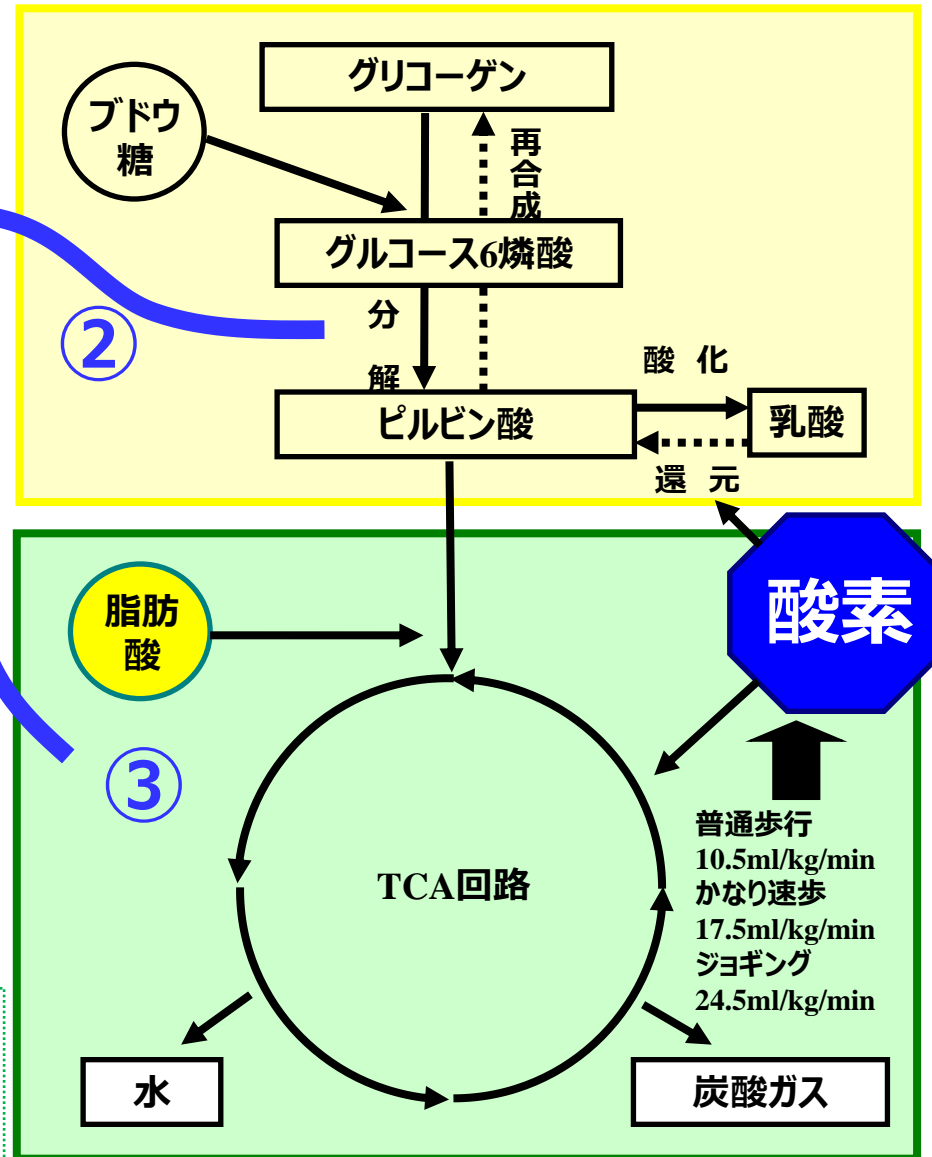 グリコーゲン
ブドウ
糖
再
合
成
グルコース6燐酸
②
分
解
酸 化
ピルビン酸
乳酸
還 元
酸素
脂肪
酸
③
TCA回路
普通歩行
10.5ml/kg/min
かなり速歩
17.5ml/kg/min
ジョギング
24.5ml/kg/min
水
炭酸ガス